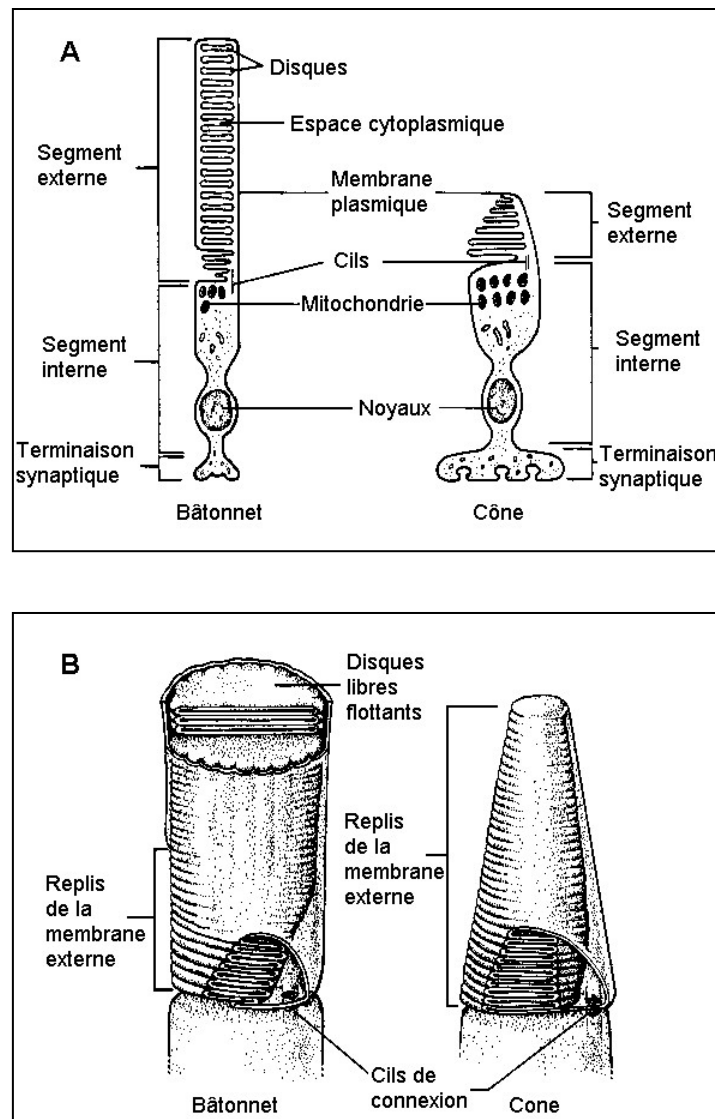 A
Disques
Espace cytoplasmique
Segment
externe
Membrane
plasmique
Segment
externe
Cils
Mitochondrie
Segment
interne
Segment
interne
Noyaux
Terminaison
synaptique
Terminaison
synaptique
Bâtonnet
Cône
B
Disques
libres
flottants
Replis
de la
membrane
externe
Replis
de la
membrane
externe
Cils de
connexion
Bâtonnet
Cone